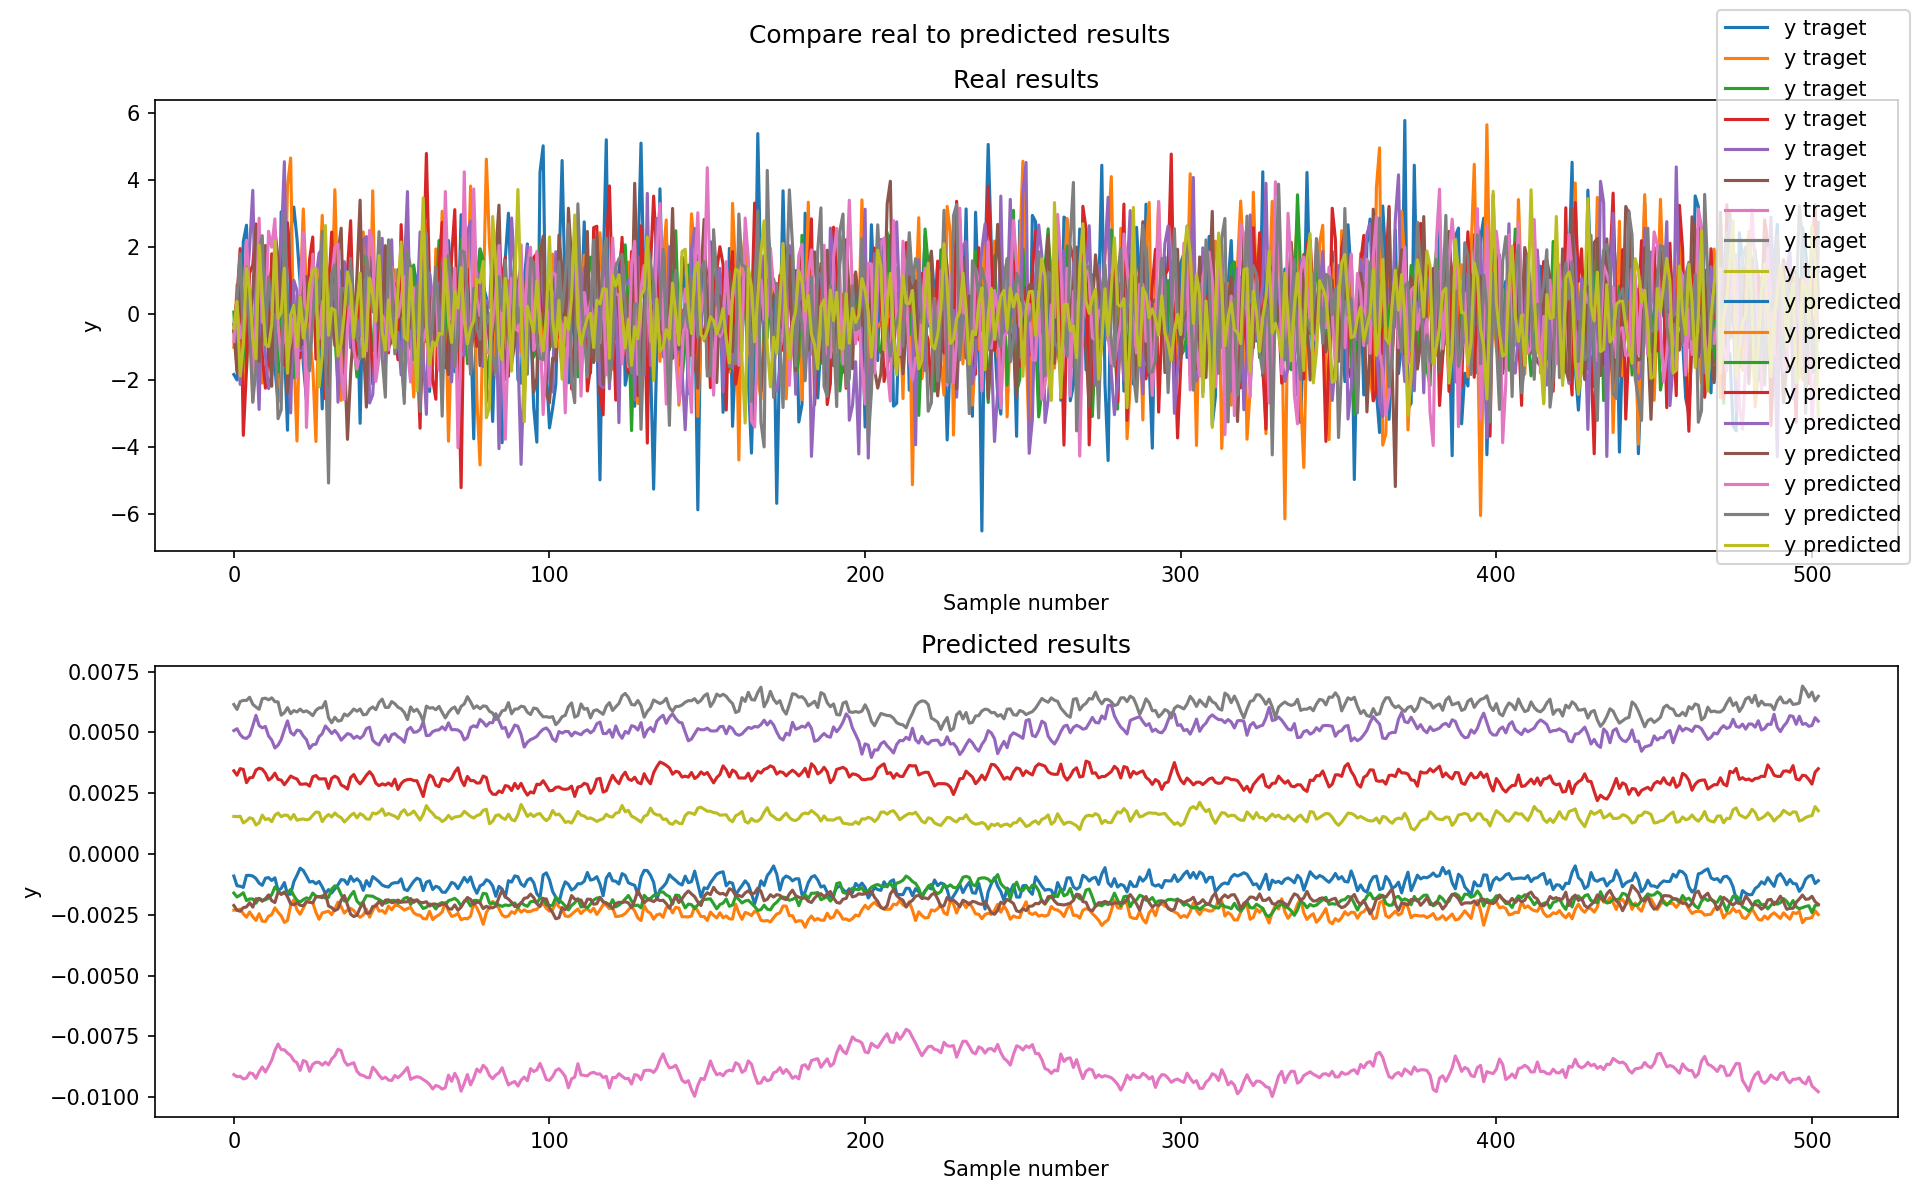 Compare real to predicted results
Real results
y traget
y traget
y traget
y traget
y traget
y traget
y traget
y traget
y traget
y predicted
y predicted
y predicted
y predicted
y predicted
y predicted
y predicted
y predicted
y predicted
6
4
2
0
−2
−4
−6
y
0 100 200 300 400 500
Sample number
Predicted results
0.0075
0.0050
0.0025
0.0000
−0.0025
−0.0050
−0.0075
−0.0100
y
0 100 200 300 400 500
Sample number